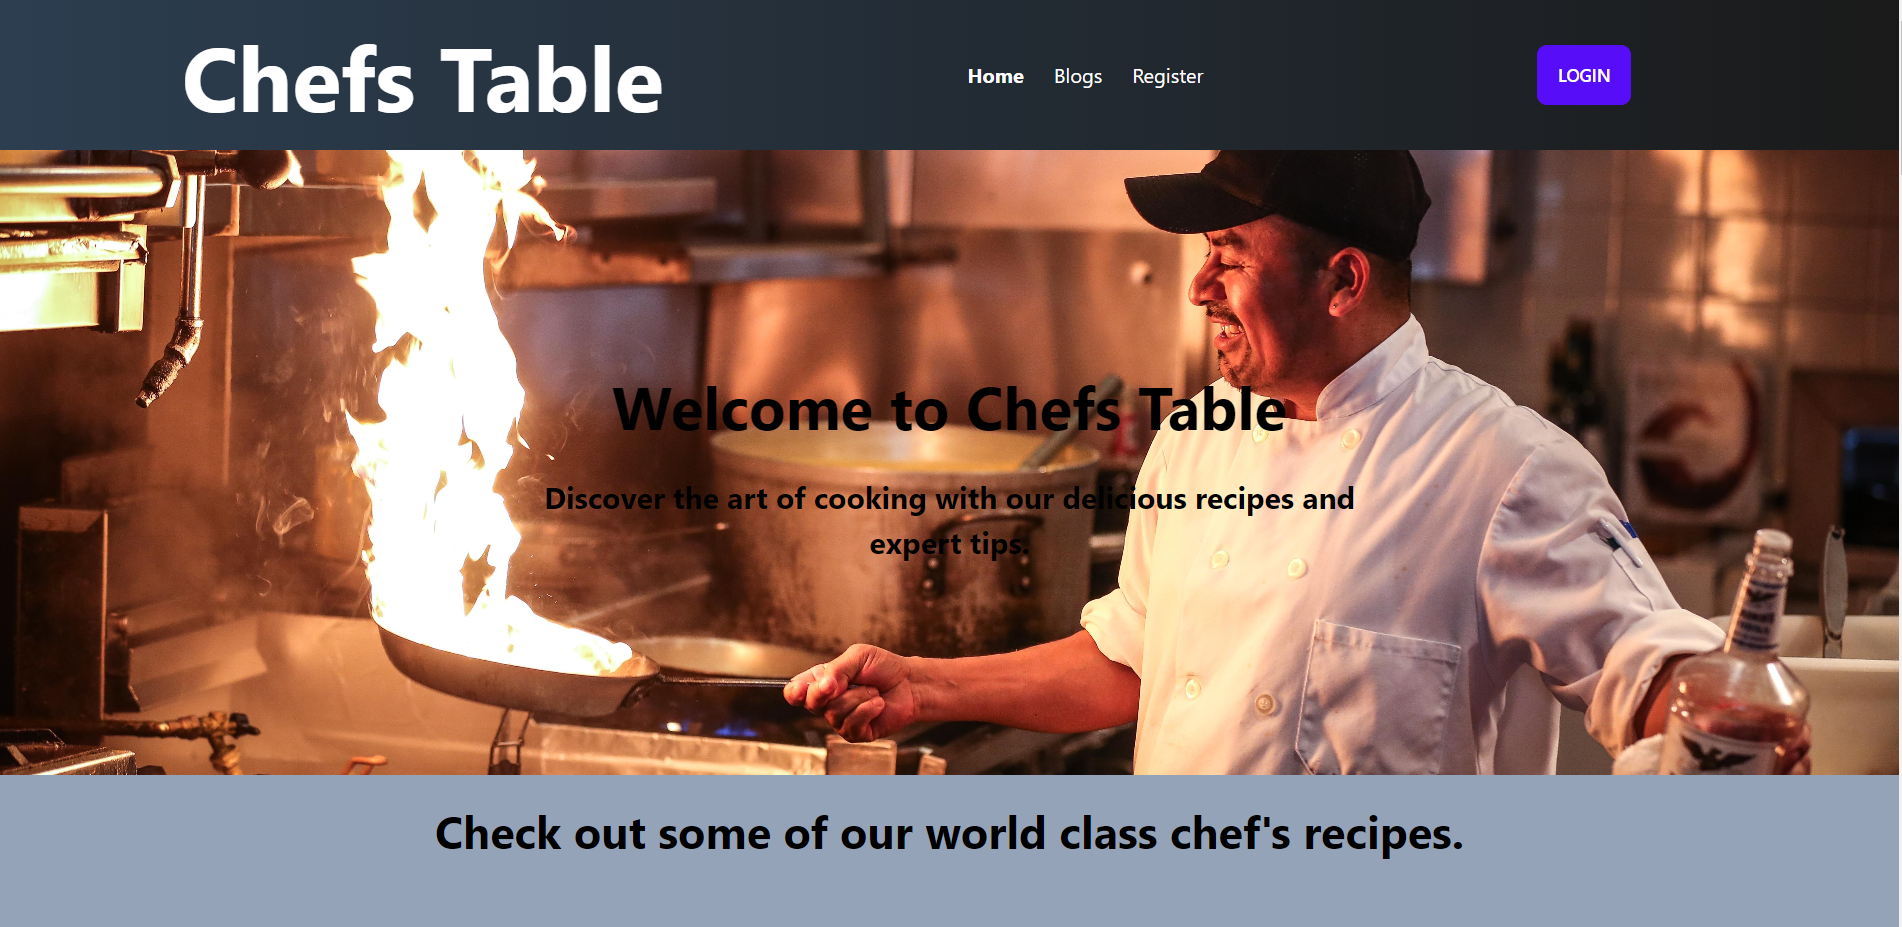 Chefs Table
Home Blogs Register
LOGIN
Welcome to Chefs Table
Discover the art of cooking with our delicious recipes and
expert tips.
Check out some of our world class chef's recipes.